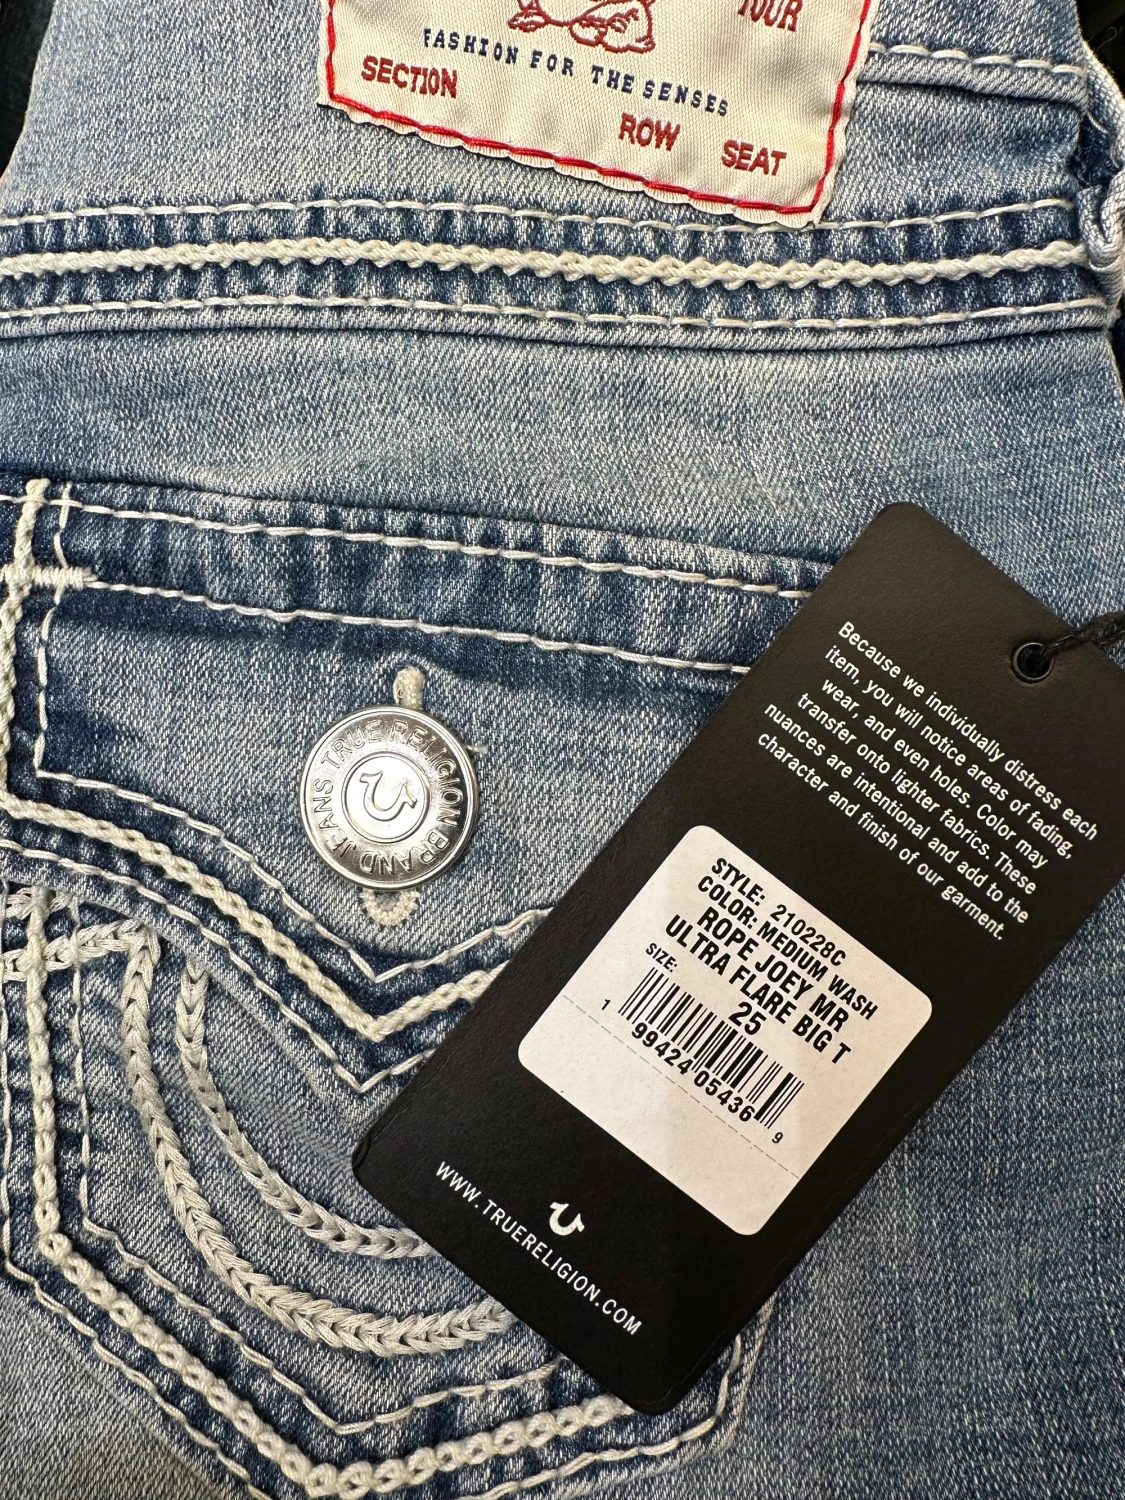 TOUR
FASHION FOR THE SENSES
SECTION
ROW SEAT
TRUE RELIGION BRAND JEANS
Because we individually distress each
item, you will notice areas of fading,
wear, and even holes. Color may
transfer onto lighter fabrics. These
nuances are intentional and add to the
character and finish of our garment.
STYLE: 210228C
COLOR: MEDIUM WASH
ROPE JOEY MR
ULTRA FLARE BIG T
SIZE: 25
1 99424 05436 9
WWW.TRUERELIGION.COM